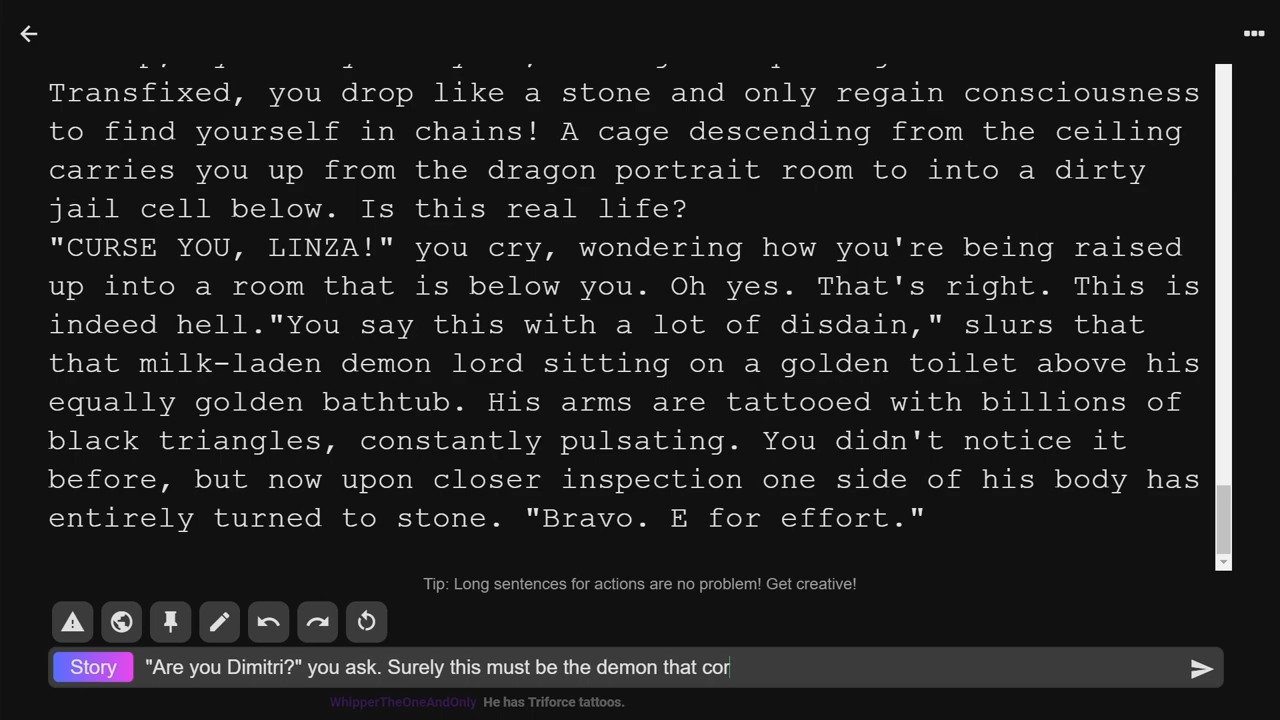 Transfixed, you drop like a stone and only regain consciousness
to find yourself in chains! A cage descending from the ceiling
carries you up from the dragon portrait room to into a dirty
jail cell below. Is this real life?
"CURSE YOU, LINZA!" you cry, wondering how you're being raised
up into a room that is below you. Oh yes. That's right. This is
indeed hell."You say this with a lot of disdain," slurs that
that milk-laden demon lord sitting on a golden toilet above his
equally golden bathtub. His arms are tattooed with billions of
black triangles, constantly pulsating. You didn't notice it
before, but now upon closer inspection one side of his body has
entirely turned to stone. "Bravo. E for effort."
Tip: Long sentences for actions are no problem! Get creative!
Story "Are you Dimitri?" you ask. Surely this must be the demon that cor
WhipperTheOneAndOnly He has Triforce tattoos.